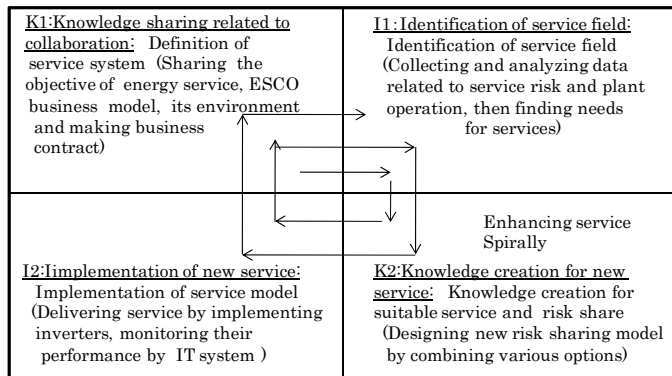 K1:Knowledge sharing related to
collaboration: Definition of
service system (Sharing the
objective of energy service, ESCO
business model, its environment
and making business
contract)
I1:Identification of service field:
Identification of service field
(Collecting and analyzing data
related to service risk and plant
operation, then finding needs
for services)
I2:Iimplementation of new service:
Implementation of service model
(Delivering service by implementing
inverters, monitoring their
performance by IT system )
Enhancing service
Spirally
K2:Knowledge creation for new
service: Knowledge creation for
suitable service and risk share
(Designing new risk sharing model
by combining various options)